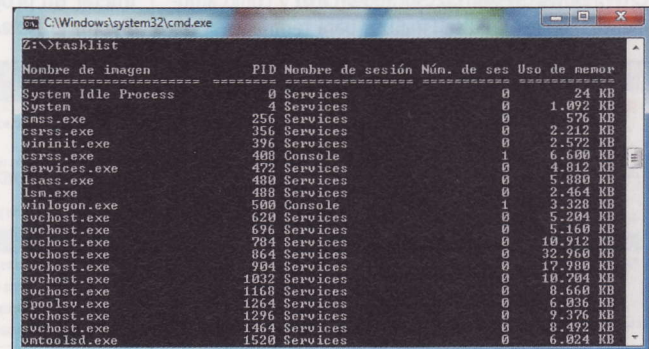 C:\Windows\system32\cmd.exe
Z:\>tasklist
Nombre de imagen PID Nombre de sesión Núm. de ses Uso de memor
========================= ======== ================ =========== ============
System Idle Process 0 Services 0 24 KB
System 4 Services 0 1.092 KB
smss.exe 256 Services 0 576 KB
csrss.exe 356 Services 0 2.212 KB
wininit.exe 396 Services 0 2.572 KB
csrss.exe 408 Console 1 6.600 KB
services.exe 472 Services 0 4.812 KB
lsass.exe 480 Services 0 5.880 KB
lsm.exe 488 Services 0 2.464 KB
winlogon.exe 500 Console 1 3.328 KB
svchost.exe 620 Services 0 5.204 KB
svchost.exe 696 Services 0 5.160 KB
svchost.exe 784 Services 0 10.912 KB
svchost.exe 864 Services 0 32.960 KB
svchost.exe 904 Services 0 17.980 KB
svchost.exe 1032 Services 0 10.704 KB
svchost.exe 1168 Services 0 8.660 KB
spoolsv.exe 1264 Services 0 6.036 KB
svchost.exe 1296 Services 0 9.376 KB
svchost.exe 1464 Services 0 8.492 KB
vmtoolsd.exe 1520 Services 0 6.024 KB